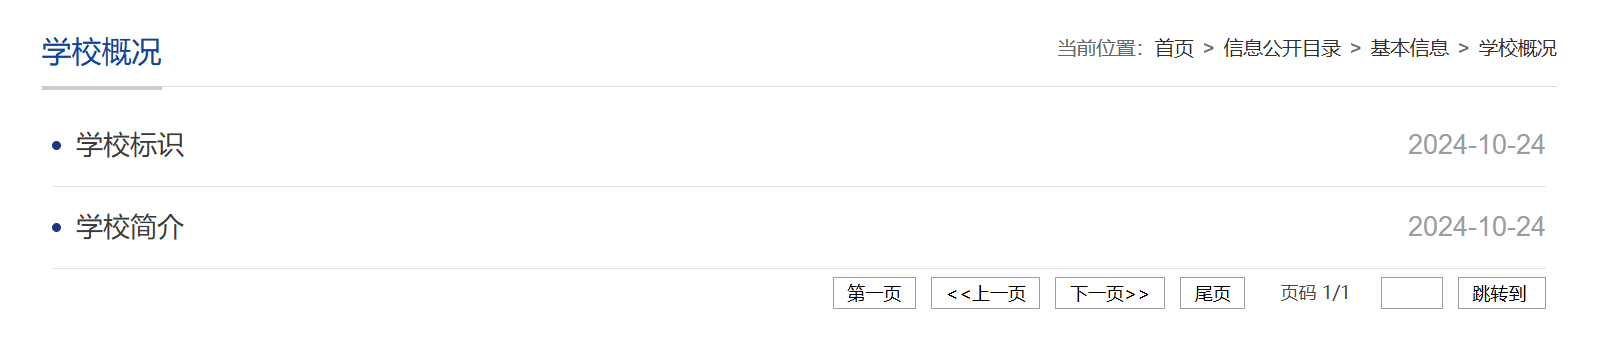 学校概况
当前位置：首页 > 信息公开目录 > 基本信息 > 学校概况
学校标识 2024-10-24
学校简介 2024-10-24
第一页 <<上一页 下一页>> 尾页 页码 1/1 跳转到